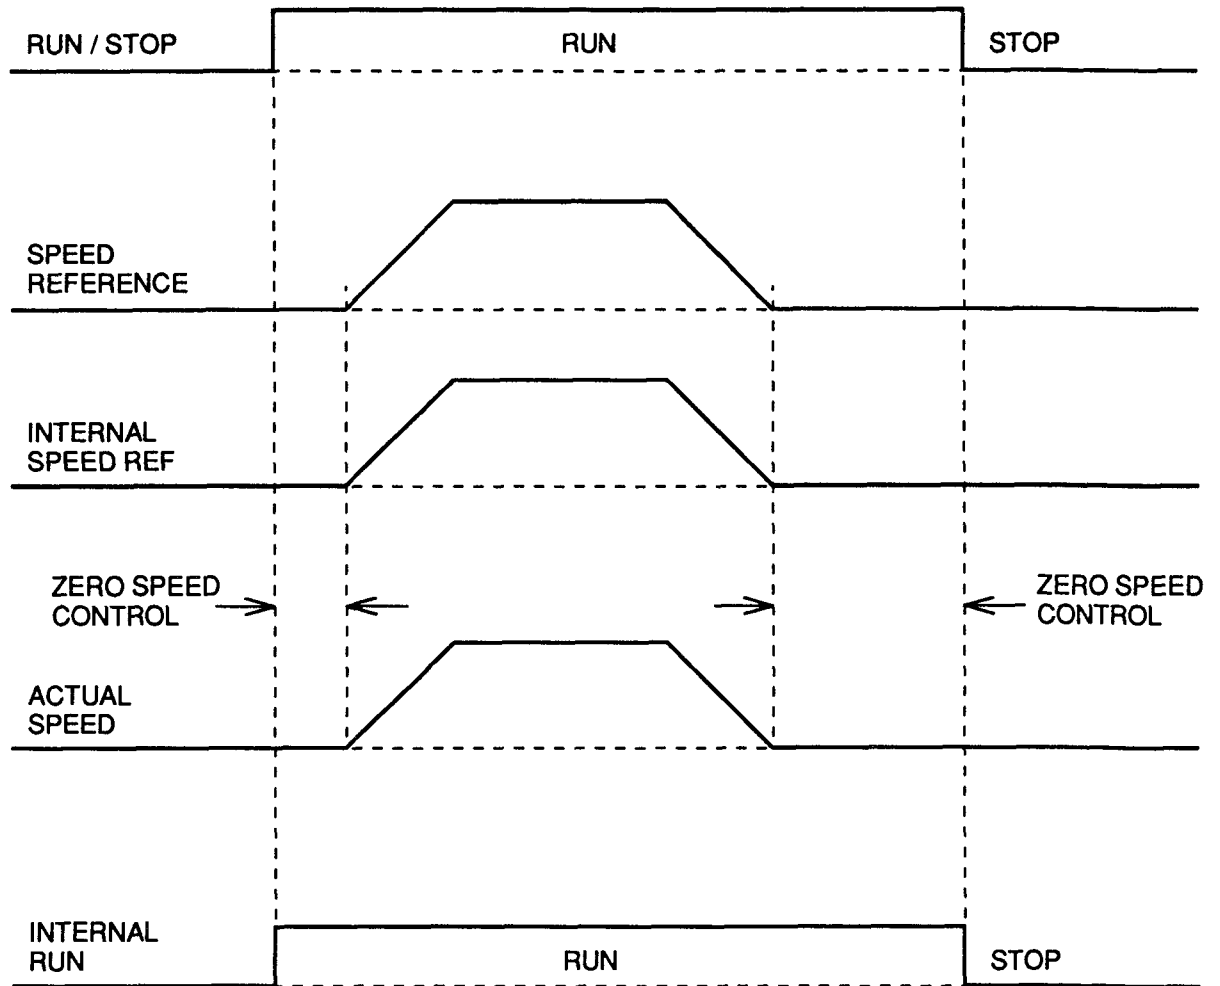 RUN / STOP
RUN
STOP
SPEED
REFERENCE
INTERNAL
SPEED REF
ZERO SPEED
CONTROL
ZERO SPEED
CONTROL
ACTUAL
SPEED
INTERNAL
RUN
RUN
STOP